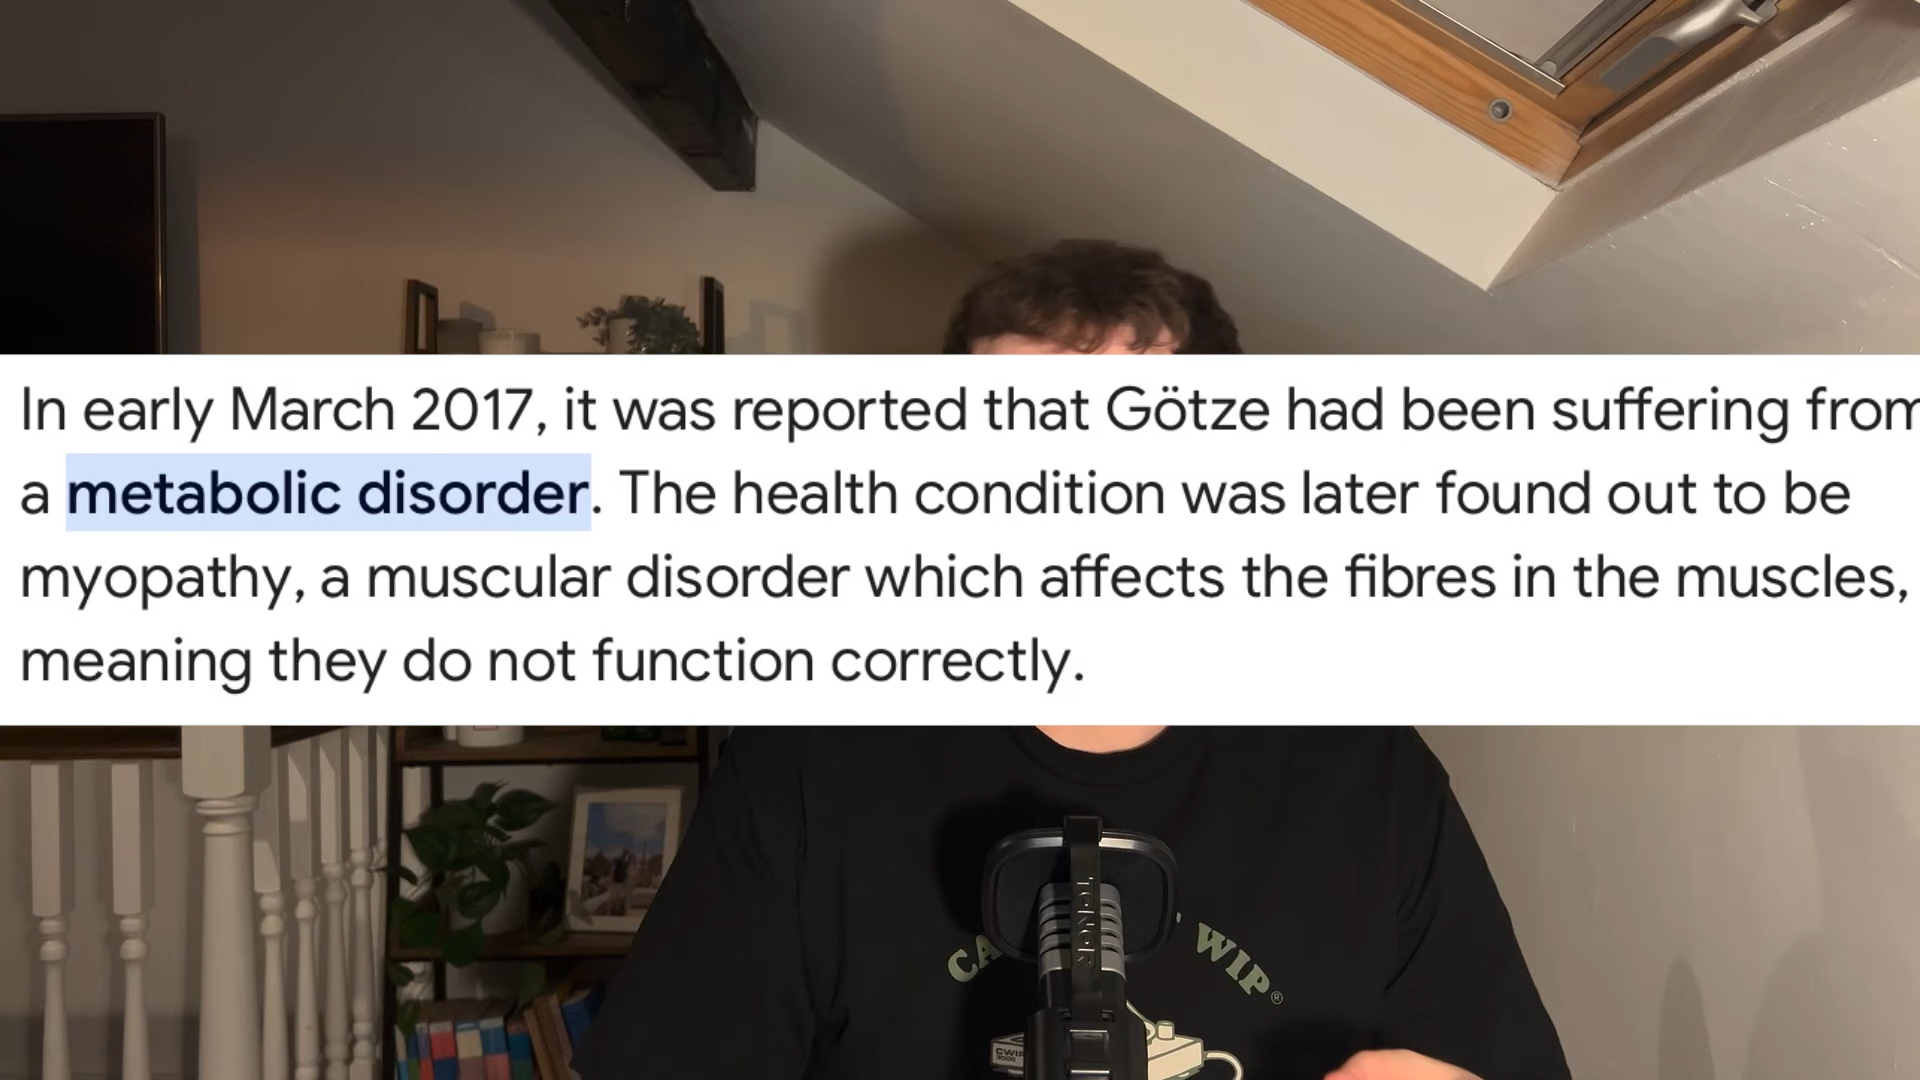 In early March 2017, it was reported that Götze had been suffering from
a metabolic disorder. The health condition was later found out to be
myopathy, a muscular disorder which affects the fibres in the muscles,
meaning they do not function correctly.
TONOR
WIP®